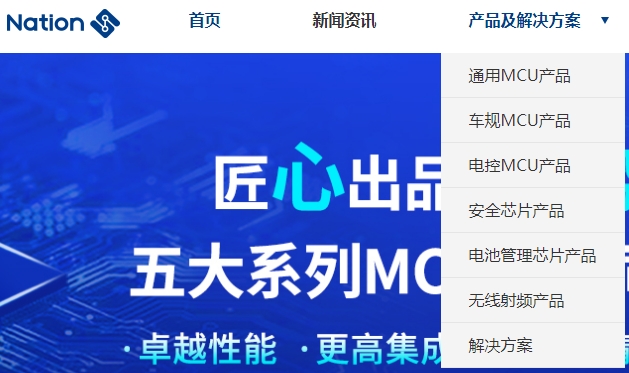 Nation
首页
新闻资讯
产品及解决方案
通用MCU产品
车规MCU产品
电控MCU产品
安全芯片产品
电池管理芯片产品
无线射频产品
解决方案
匠心出品
五大系列MC
·卓越性能 ·更高集成